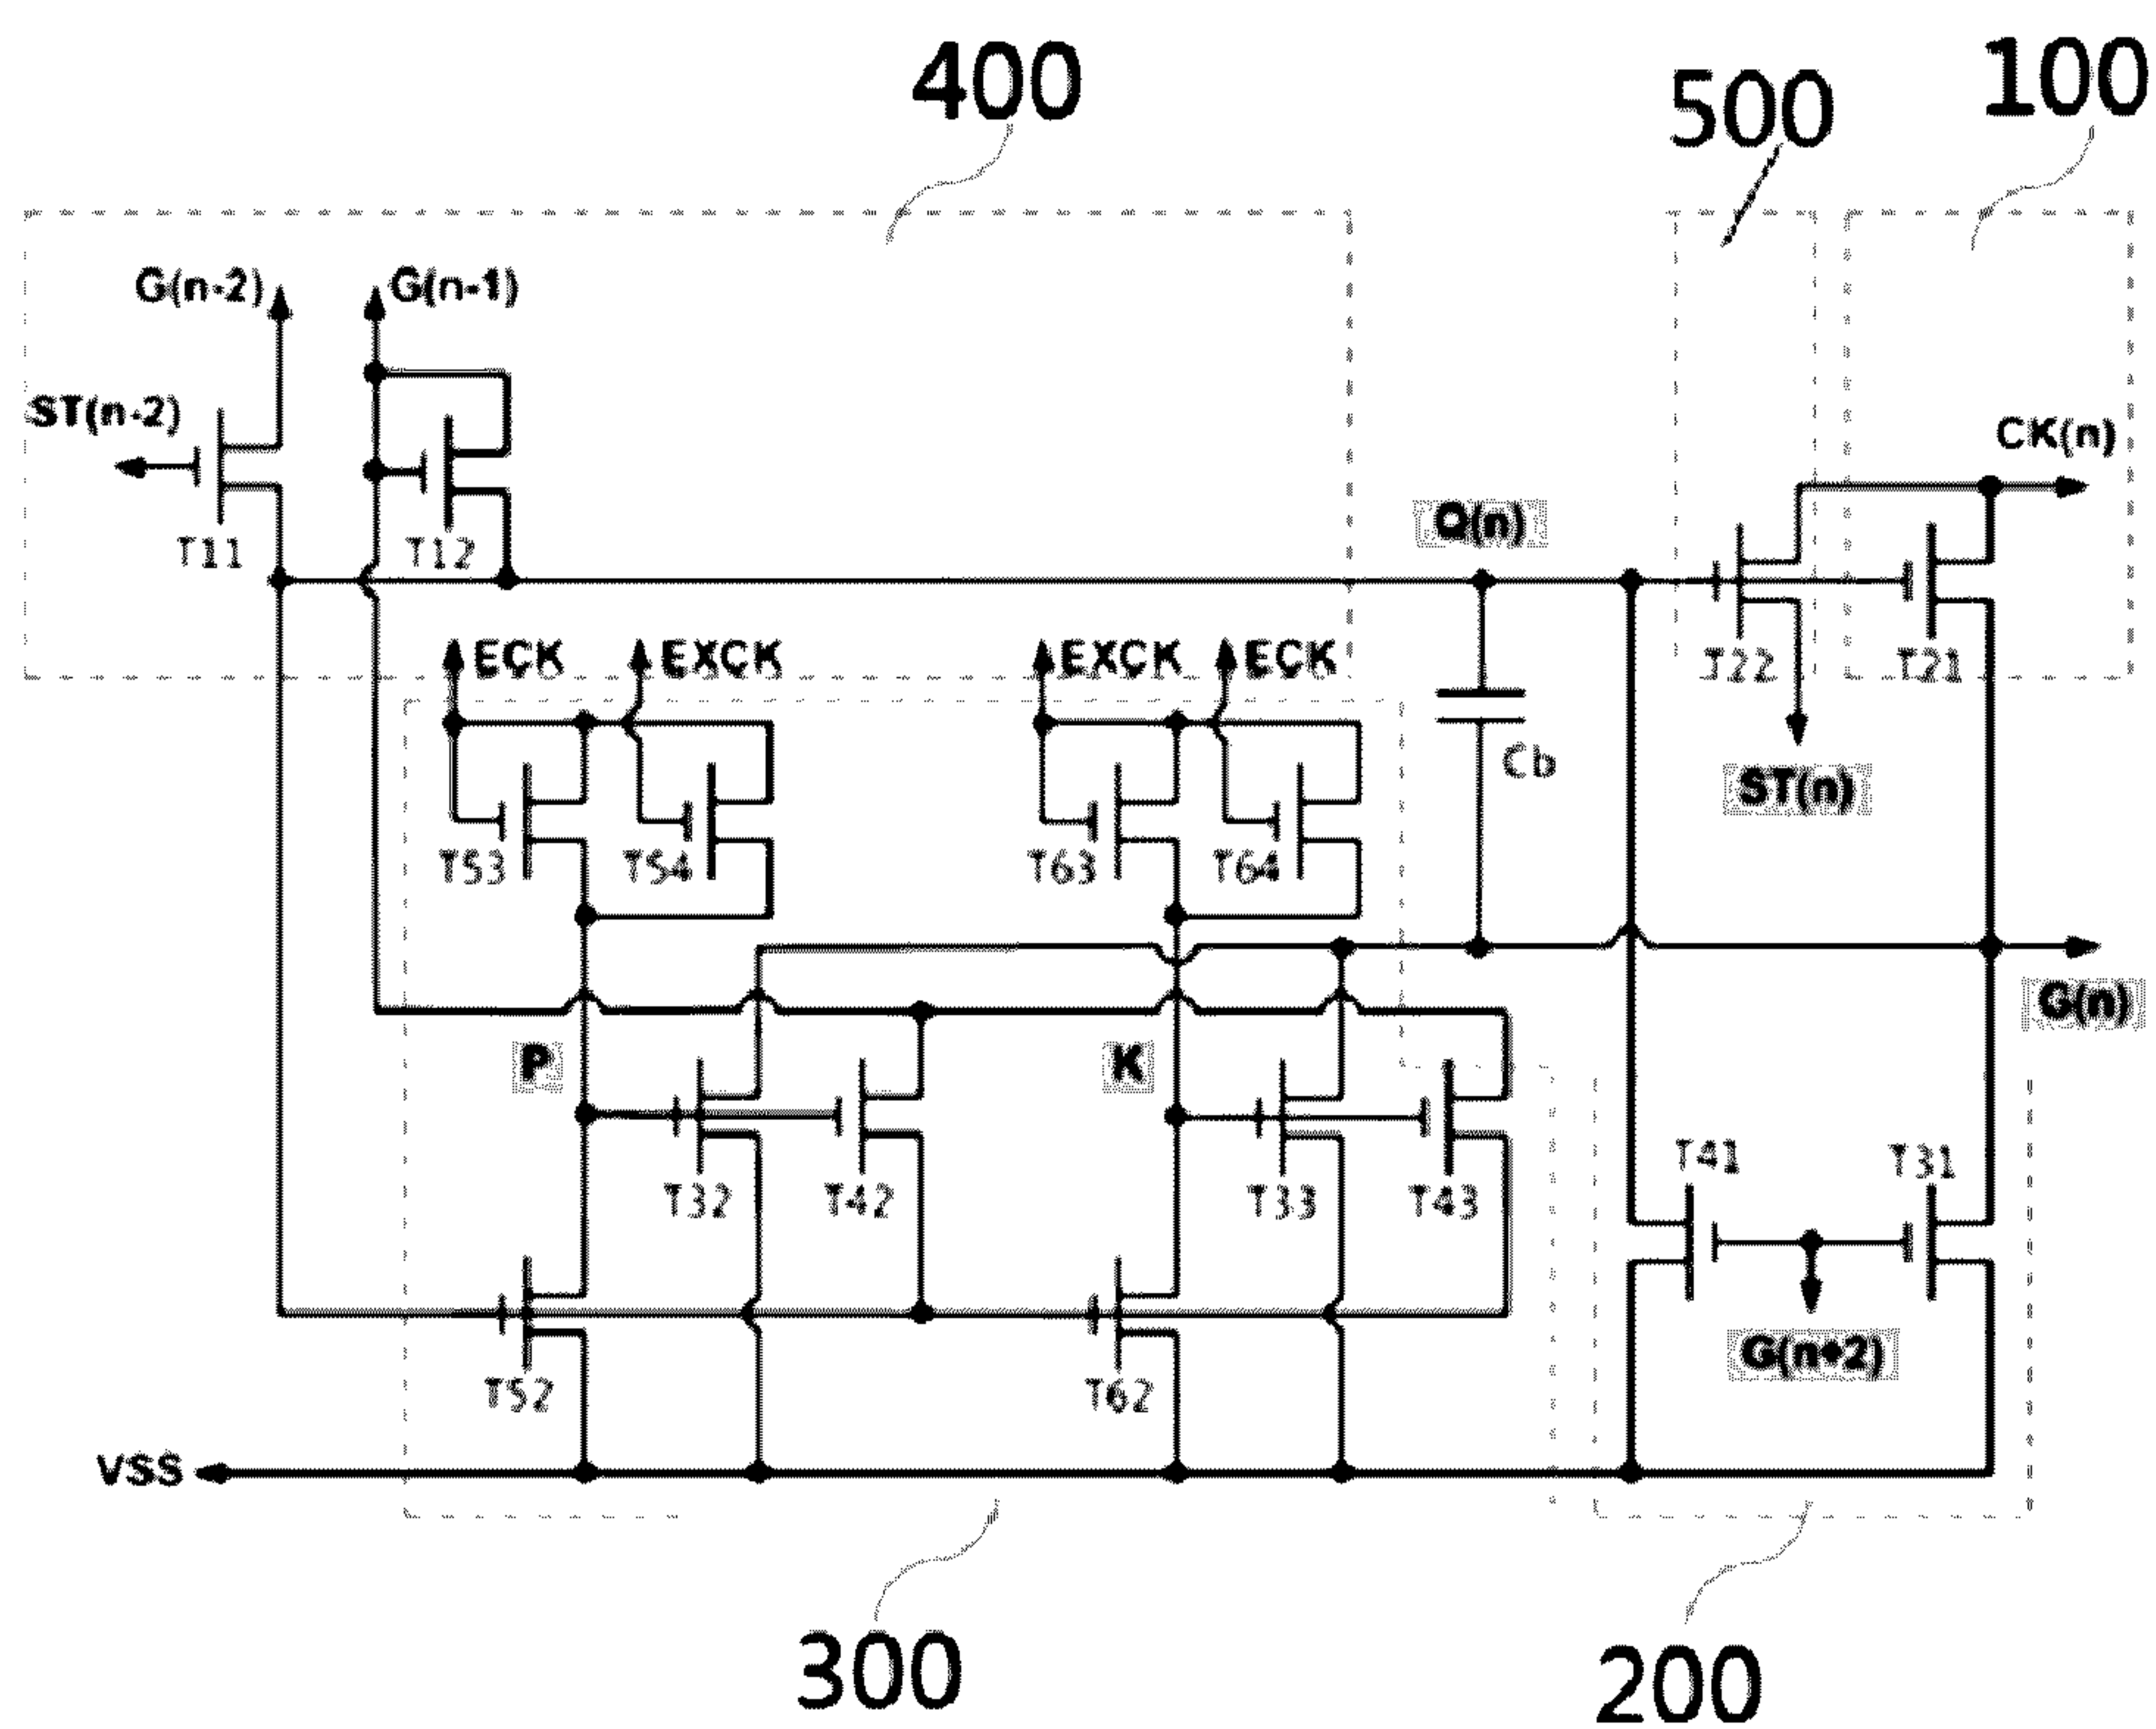 400
500
100
G(n-2)
G(n-1)
ST(n-2)
CK(n)
T11
T12
Q(n)
ECK
EXCK
EXCK
ECK
T22
T21
Cb
ST(n)
T53
T54
T63
T64
G(n)
P
K
T41
T31
T32
T42
T33
T43
G(n+2)
T52
T62
VSS
300
200